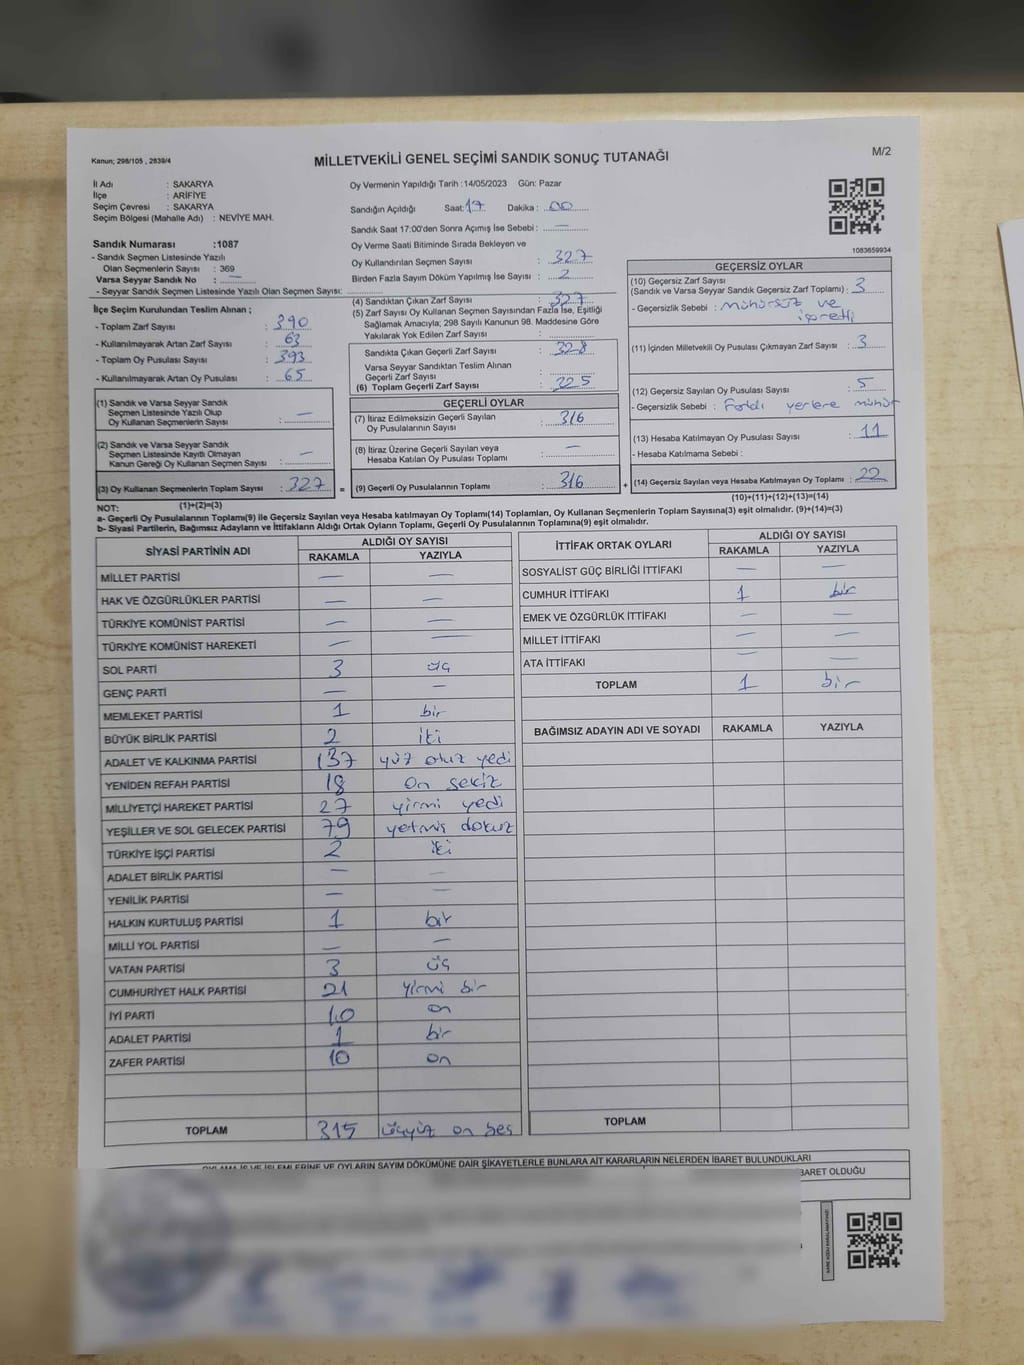 Kanun; 298/105 , 2839/4
MİLLETVEKİLİ GENEL SEÇİMİ SANDIK SONUÇ TUTANAĞI
M/2
İl Adı : SAKARYA
İlçe : ARİFİYE
Seçim Çevresi : SAKARYA
Seçim Bölgesi (Mahalle Adı) : NEVİYE MAH.
Sandık Numarası :1087
- Sandık Seçmen Listesinde Yazılı
Olan Seçmenlerin Sayısı : 369
Varsa Seyyar Sandık No : —
- Seyyar Sandık Seçmen Listesinde Yazılı Olan Seçmen Sayısı:
Oy Vermenin Yapıldığı Tarih :14/05/2023 Gün: Pazar
Sandığın Açıldığı Saat: 17 Dakika : 00
Sandık Saat 17:00'den Sonra Açımış İse Sebebi : —
Oy Verme Saati Bitiminde Sırada Bekleyen ve
Oy Kullandırılan Seçmen Sayısı : 327
Birden Fazla Sayım Döküm Yapılmış İse Sayısı : 2
1083659934
İlçe Seçim Kurulundan Teslim Alınan ;
- Toplam Zarf Sayısı : 390
- Kullanılmayarak Artan Zarf Sayısı : 63
- Toplam Oy Pusulası Sayısı : 393
- Kullanılmayarak Artan Oy Pusulası : 65
(1) Sandık ve Varsa Seyyar Sandık
Seçmen Listesinde Yazılı Olup
Oy Kullanan Seçmenlerin Sayısı : —
(2) Sandık ve Varsa Seyyar Sandık
Seçmen Listesinde Kayıtlı Olmayan
Kanun Gereği Oy Kullanan Seçmen Sayısı : —
(3) Oy Kullanan Seçmenlerin Toplam Sayısı : 327
(4) Sandıktan Çıkan Zarf Sayısı : 327
(5) Zarf Sayısı Oy Kullanan Seçmen Sayısından Fazla İse, Eşitliği
Sağlamak Amacıyla; 298 Sayılı Kanunun 98. Maddesine Göre
Yakılarak Yok Edilen Zarf Sayısı :
Sandıkta Çıkan Geçerli Zarf Sayısı : 328
Varsa Seyyar Sandıktan Teslim Alınan
Geçerli Zarf Sayısı :
(6) Toplam Geçerli Zarf Sayısı : 325
GEÇERLİ OYLAR
(7) İtiraz Edilmeksizin Geçerli Sayılan
Oy Pusulalarının Sayısı : 316
(8) İtiraz Üzerine Geçerli Sayılan veya
Hesaba Katılan Oy Pusulası Toplamı : —
= (9) Geçerli Oy Pusulalarının Toplamı : 316
GEÇERSİZ OYLAR
(10) Geçersiz Zarf Sayısı
(Sandık ve Varsa Seyyar Sandık Geçersiz Zarf Toplamı) : 3
- Geçersizlik Sebebi : mühürsüz ve
işaretli
(11) İçinden Milletvekili Oy Pusulası Çıkmayan Zarf Sayısı : 3
(12) Geçersiz Sayılan Oy Pusulası Sayısı : 5
- Geçersizlik Sebebi : Farklı yerlere mühür
(13) Hesaba Katılmayan Oy Pusulası Sayısı : 11
- Hesaba Katılmama Sebebi :
+ (14) Geçersiz Sayılan veya Hesaba Katılmayan Oy Toplamı : 22
NOT: (1)+(2)=(3)
(10)+(11)+(12)+(13)=(14)
a- Geçerli Oy Pusulalarının Toplamı(9) ile Geçersiz Sayılan veya Hesaba katılmayan Oy Toplamı(14) Toplamları, Oy Kullanan Seçmenlerin Toplam Sayısına(3) eşit olmalıdır. (9)+(14)=(3)
b- Siyasi Partilerin, Bağımsız Adayların ve İttifakların Aldığı Ortak Oyların Toplamı, Geçerli Oy Pusulalarının Toplamına(9) eşit olmalıdır.
SİYASİ PARTİNİN ADI ALDIĞI OY SAYISI
RAKAMLA YAZIYLA
MİLLET PARTİSİ — —
HAK VE ÖZGÜRLÜKLER PARTİSİ — —
TÜRKİYE KOMÜNİST PARTİSİ — —
TÜRKİYE KOMÜNİST HAREKETİ — —
SOL PARTİ 3 üç
GENÇ PARTİ — —
MEMLEKET PARTİSİ 1 bir
BÜYÜK BİRLİK PARTİSİ 2 iki
ADALET VE KALKINMA PARTİSİ 137 yüz otuz yedi
YENİDEN REFAH PARTİSİ 18 on sekiz
MİLLİYETÇİ HAREKET PARTİSİ 27 yirmi yedi
YEŞİLLER VE SOL GELECEK PARTİSİ 79 yetmiş dokuz
TÜRKİYE İŞÇİ PARTİSİ 2 iki
ADALET BİRLİK PARTİSİ — —
YENİLİK PARTİSİ — —
HALKIN KURTULUŞ PARTİSİ 1 bir
MİLLİ YOL PARTİSİ — —
VATAN PARTİSİ 3 üç
CUMHURİYET HALK PARTİSİ 21 yirmi bir
İYİ PARTİ 10 on
ADALET PARTİSİ 1 bir
ZAFER PARTİSİ 10 on
TOPLAM 315 üçyüz on beş
İTTİFAK ORTAK OYLARI ALDIĞI OY SAYISI
RAKAMLA YAZIYLA
SOSYALİST GÜÇ BİRLİĞİ İTTİFAKI — —
CUMHUR İTTİFAKI 1 bir
EMEK VE ÖZGÜRLÜK İTTİFAKI — —
MİLLET İTTİFAKI — —
ATA İTTİFAKI — —
TOPLAM 1 bir
BAĞIMSIZ ADAYIN ADI VE SOYADI RAKAMLA YAZIYLA
TOPLAM
OYLAMA İŞ VE İŞLEMLERİNE VE OYLARIN SAYIM DÖKÜMÜNE DAİR ŞİKAYETLERLE BUNLARA AİT KARARLARIN NELERDEN İBARET BULUNDUKLARI
BARET OLDUĞU